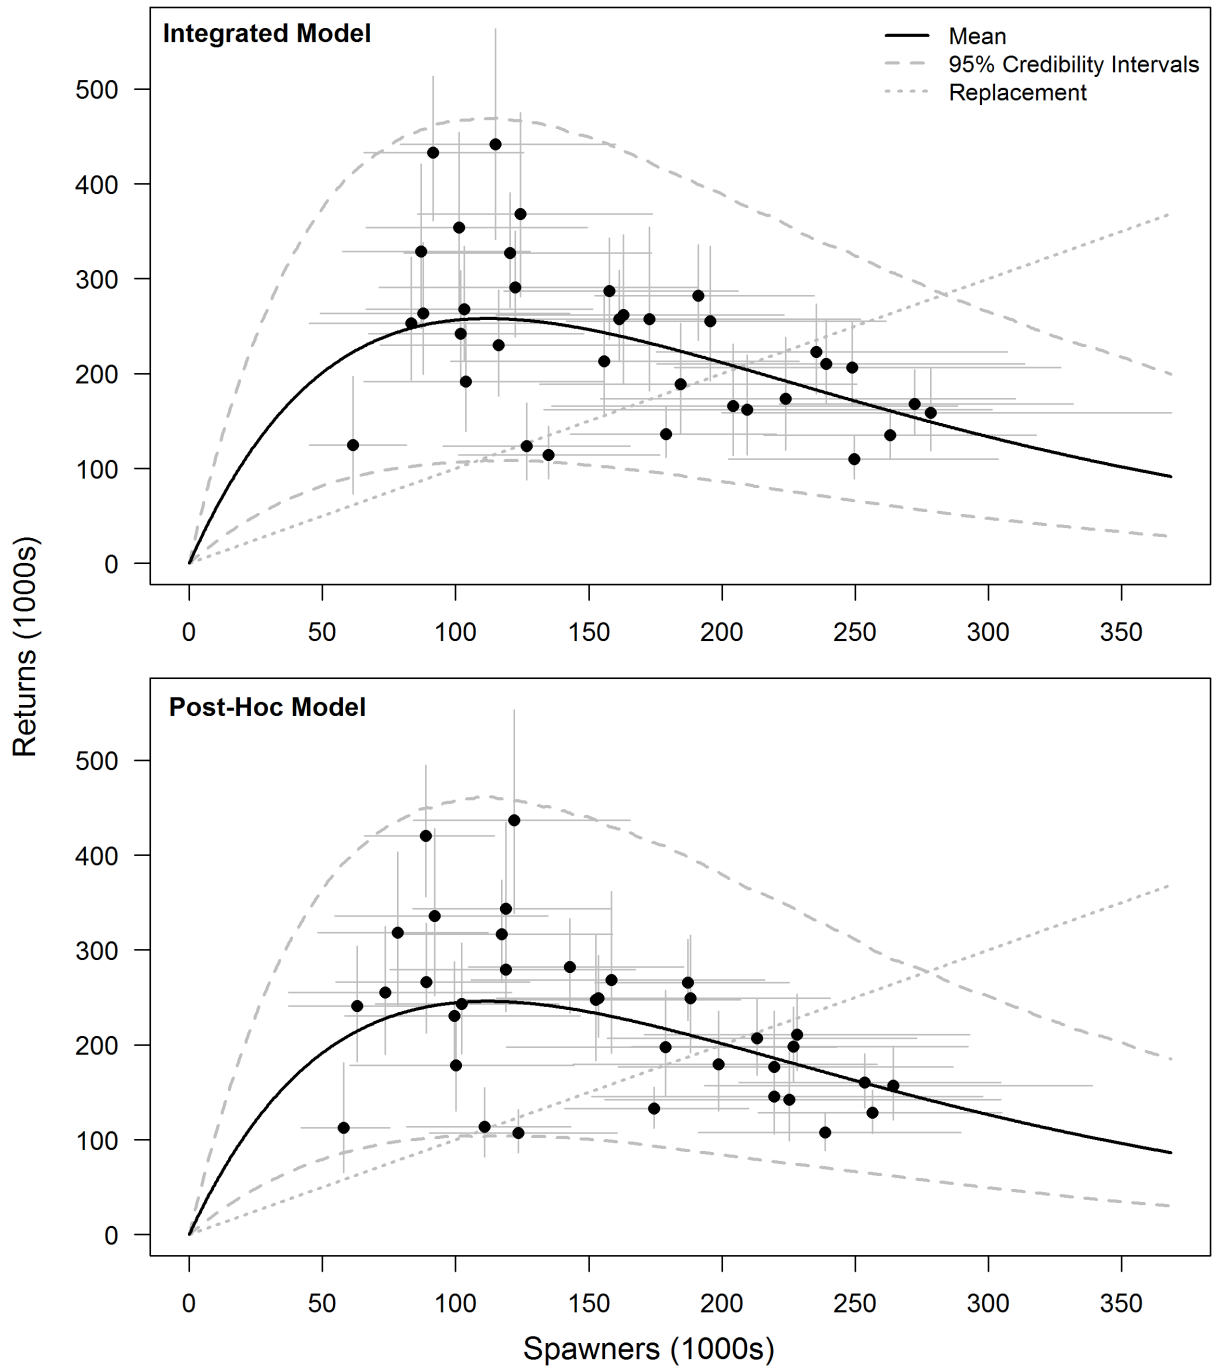 Integrated Model
Mean
95% Credibility Intervals
Replacement
500
400
300
200
100
0
0 50 100 150 200 250 300 350
Returns (1000s)
Post-Hoc Model
500
400
300
200
100
0
0 50 100 150 200 250 300 350
Spawners (1000s)